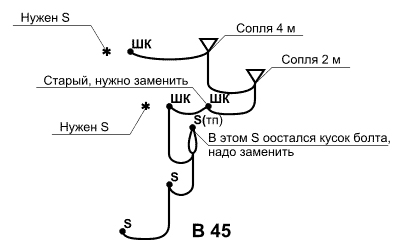 Нужен S
Сопля 4 м
ШК
Сопля 2 м
Старый, нужно заменить
ШК
ШК
Нужен S
S(тп)
В этом S оостался кусок болта,
надо заменить
S
S
В 45